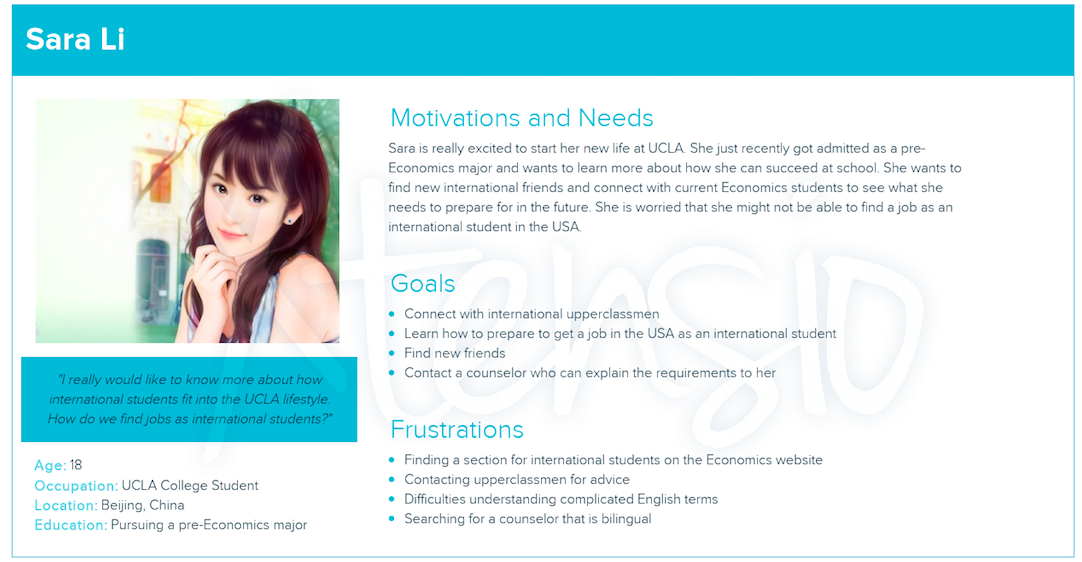 Sara Li
Motivations and Needs
Sara is really excited to start her new life at UCLA. She just recently got admitted as a pre-
Economics major and wants to learn more about how she can succeed at school. She wants to
find new international friends and connect with current Economics students to see what she
needs to prepare for in the future. She is worried that she might not be able to find a job as an
international student in the USA.
Goals
Connect with international upperclassmen
Learn how to prepare to get a job in the USA as an international student
Find new friends
Contact a counselor who can explain the requirements to her
"I really would like to know more about how
international students fit into the UCLA lifestyle.
How do we find jobs as international students?"
Age: 18
Occupation: UCLA College Student
Location: Beijing, China
Education: Pursuing a pre-Economics major
Frustrations
Finding a section for international students on the Economics website
Contacting upperclassmen for advice
Difficulties understanding complicated English terms
Searching for a counselor that is bilingual
Xtensio